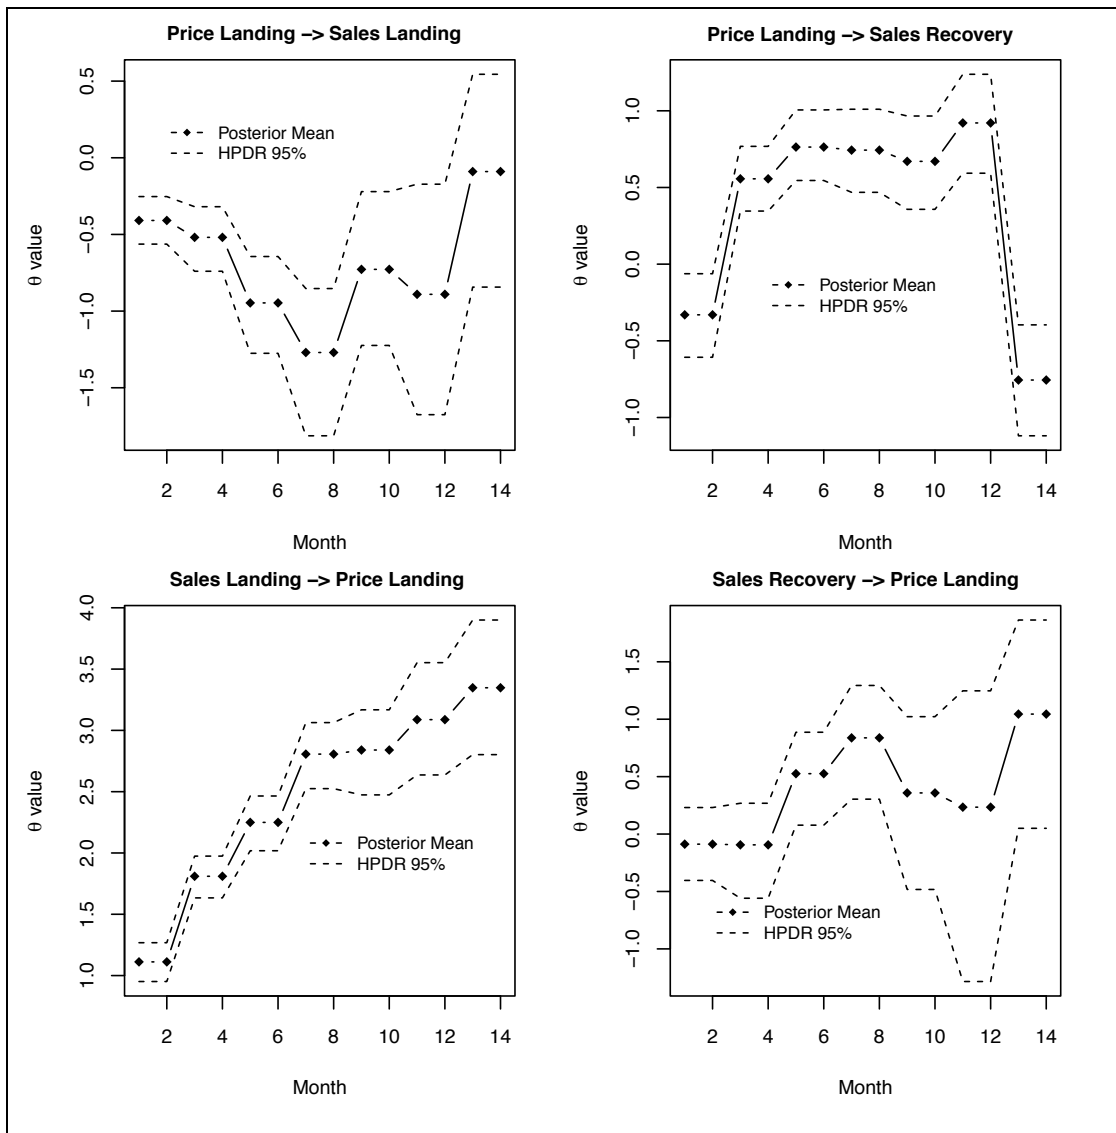 Price Landing −> Sales Landing
0.5
0.0
−0.5
−1.0
−1.5
θ value
Posterior Mean
HPDR 95%
2 4 6 8 10 12 14
Month
Price Landing −> Sales Recovery
1.0
0.5
0.0
−0.5
−1.0
θ value
Posterior Mean
HPDR 95%
2 4 6 8 10 12 14
Month
Sales Landing −> Price Landing
4.0
3.5
3.0
2.5
2.0
1.5
1.0
θ value
Posterior Mean
HPDR 95%
2 4 6 8 10 12 14
Month
Sales Recovery −> Price Landing
1.5
1.0
0.5
0.0
−0.5
−1.0
θ value
Posterior Mean
HPDR 95%
2 4 6 8 10 12 14
Month